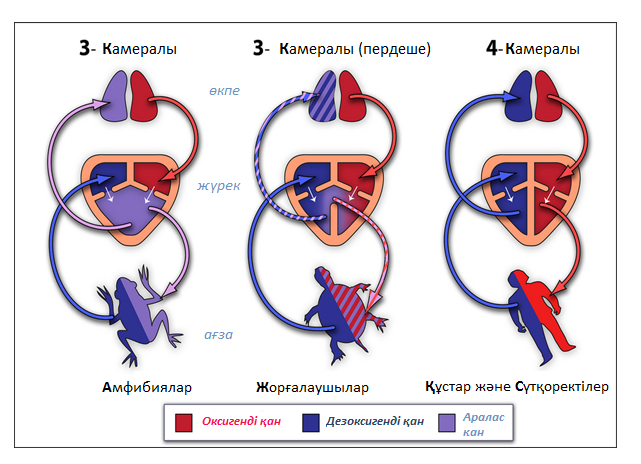 3- Камералы
3- Камералы (пердеше)
4-Камералы
өкпе
жүрек
ағза
Амфибиялар
Жорғалаушылар
Құстар және Сүтқоректілер
Оксигенді қан
Дезоксигенді қан
Аралас
кан